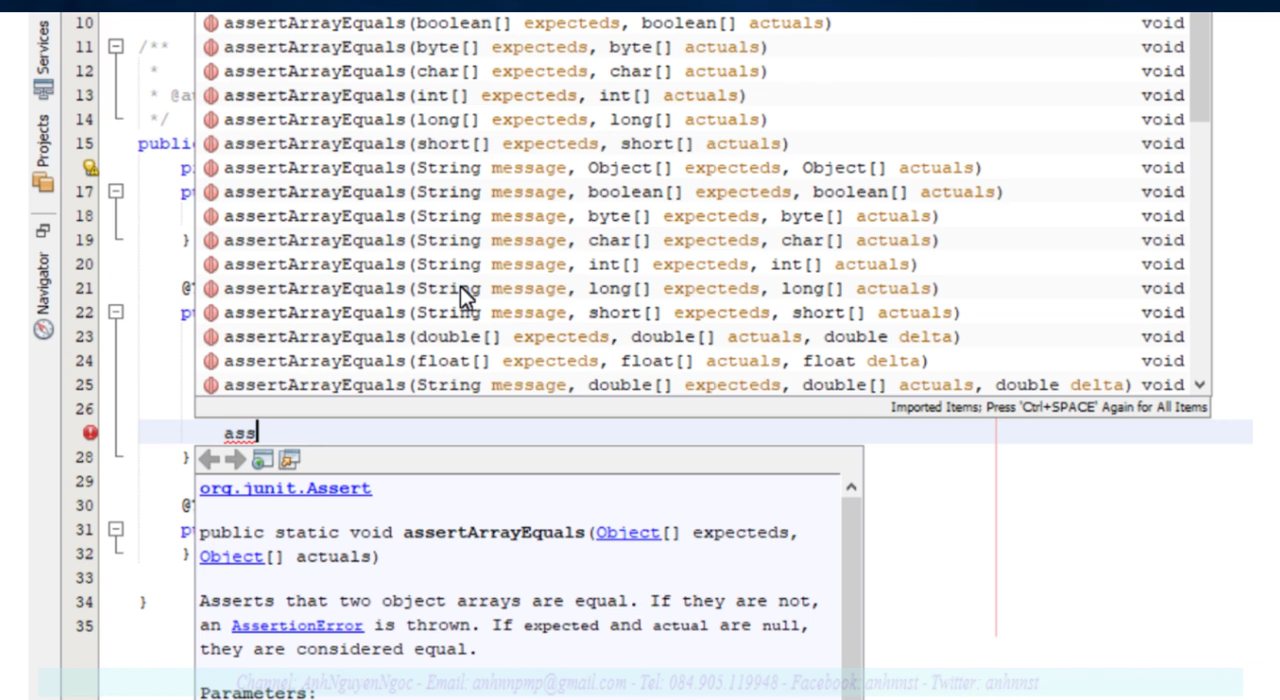 Services
Projects
Navigator
10
11 /**
12 *
13 * @a
14 */
15 publi
p
17 p
18
19 }
20
21 @
22 p
23
24
25
26
ass
28 }
29
30 @
31 p
32 }
33
34 }
35
assertArrayEquals(boolean[] expecteds, boolean[] actuals) void
assertArrayEquals(byte[] expecteds, byte[] actuals) void
assertArrayEquals(char[] expecteds, char[] actuals) void
assertArrayEquals(int[] expecteds, int[] actuals) void
assertArrayEquals(long[] expecteds, long[] actuals) void
assertArrayEquals(short[] expecteds, short[] actuals) void
assertArrayEquals(String message, Object[] expecteds, Object[] actuals) void
assertArrayEquals(String message, boolean[] expecteds, boolean[] actuals) void
assertArrayEquals(String message, byte[] expecteds, byte[] actuals) void
assertArrayEquals(String message, char[] expecteds, char[] actuals) void
assertArrayEquals(String message, int[] expecteds, int[] actuals) void
assertArrayEquals(String message, long[] expecteds, long[] actuals) void
assertArrayEquals(String message, short[] expecteds, short[] actuals) void
assertArrayEquals(double[] expecteds, double[] actuals, double delta) void
assertArrayEquals(float[] expecteds, float[] actuals, float delta) void
assertArrayEquals(String message, double[] expecteds, double[] actuals, double delta) void
Imported Items; Press 'Ctrl+SPACE' Again for All Items
org.junit.Assert
public static void assertArrayEquals(Object[] expecteds,
Object[] actuals)
Asserts that two object arrays are equal. If they are not,
an AssertionError is thrown. If expected and actual are null,
they are considered equal.
Parameters:
Channel: AnhNguyenNgoc - Email: anhnnpmp@gmail.com - Tel: 084.905.119948 - Facebook: anhnnst - Twitter: anhnnst